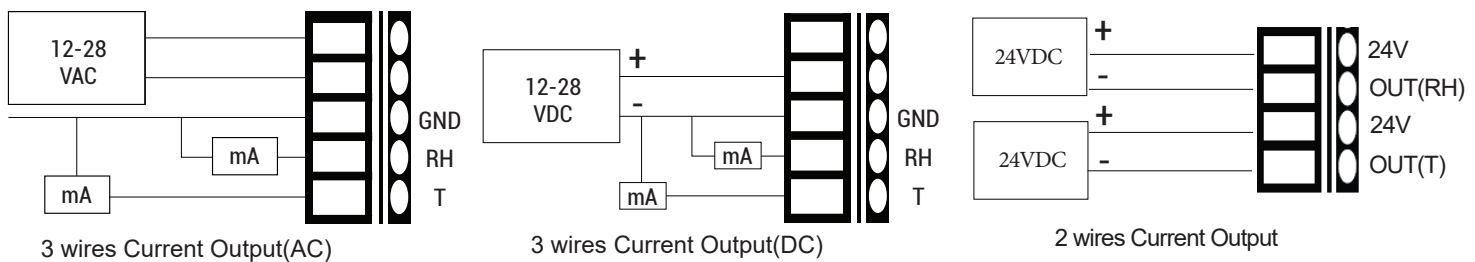 12-28
VAC
GND
mA
RH
mA
T
3 wires Current Output(AC)
+
12-28
VDC
-
GND
mA
RH
mA
T
3 wires Current Output(DC)
+
24VDC
24V
-
OUT(RH)
+
24V
24VDC
-
OUT(T)
2 wires Current Output